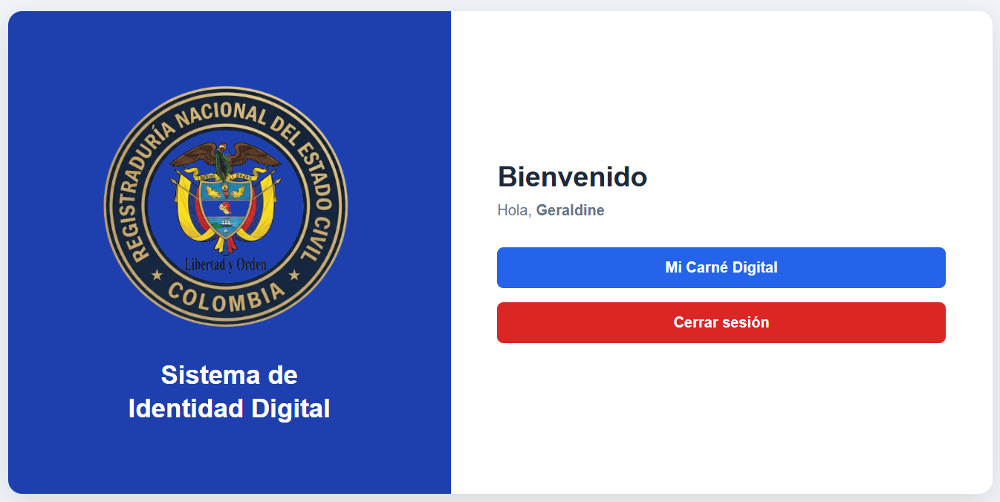 REGISTRADURÍA NACIONAL DEL ESTADO CIVIL
Libertad y Orden
★ COLOMBIA ★
Sistema de
Identidad Digital
Bienvenido
Hola, Geraldine
Mi Carné Digital
Cerrar sesión